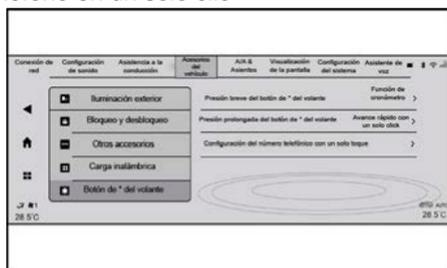 Conexión de red
Configuración de sonido
Asistencia a la conducción
Accesorios del vehículo
A/A & Asientos
Visualización de la pantalla
Configuración del sistema
Asistente de voz
Iluminación exterior
Bloqueo y desbloqueo
Otros accesorios
Carga inalámbrica
Botón de * del volante
Presión breve del botón de * del volante
Función de cronómetro >
Presión prolongada del botón de * del volante
Avance rápido con un solo click >
Configuración del número telefónico con un solo toque >
28.5°C
28.5°C